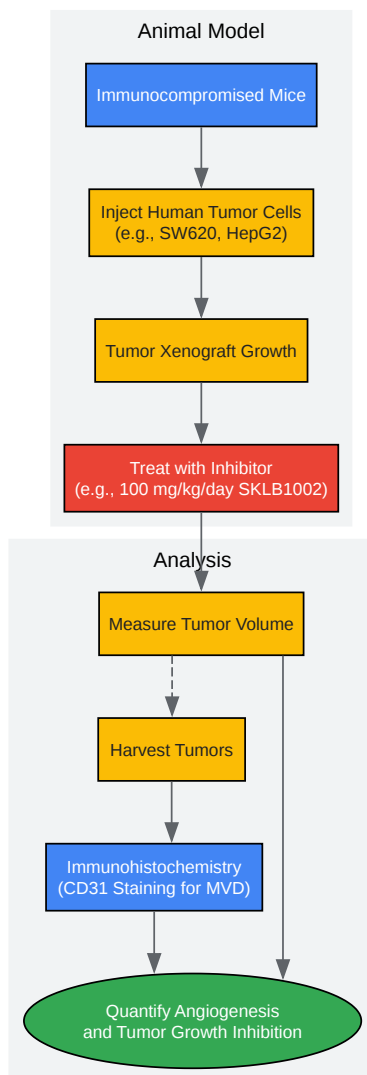 Animal Model
Immunocompromised Mice
Inject Human Tumor Cells
(e.g., SW620, HepG2)
Tumor Xenograft Growth
Treat with Inhibitor
(e.g., 100 mg/kg/day SKLB1002)
Analysis
Measure Tumor Volume
Harvest Tumors
Immunohistochemistry
(CD31 Staining for MVD)
Quantify Angiogenesis
and Tumor Growth Inhibition